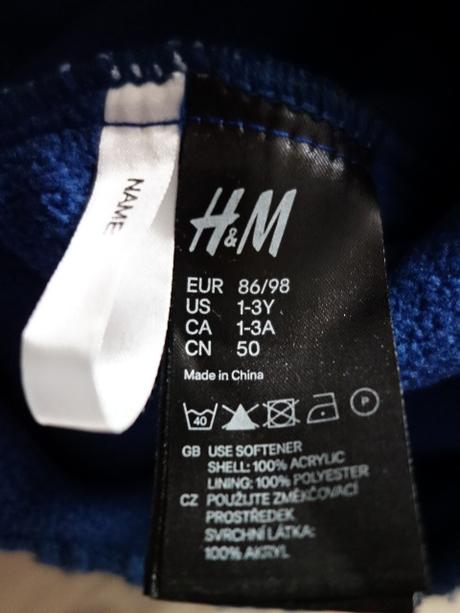 NAME
H&M
EUR 86/98
US 1-3Y
CA 1-3A
CN 50
Made in China
40
P
GB USE SOFTENER
SHELL: 100% ACRYLIC
LINING: 100% POLYESTER
CZ POUŽIJTE ZMĚKČOVACÍ
PROSTŘEDEK
SVRCHNÍ LÁTKA:
100% AKRYL